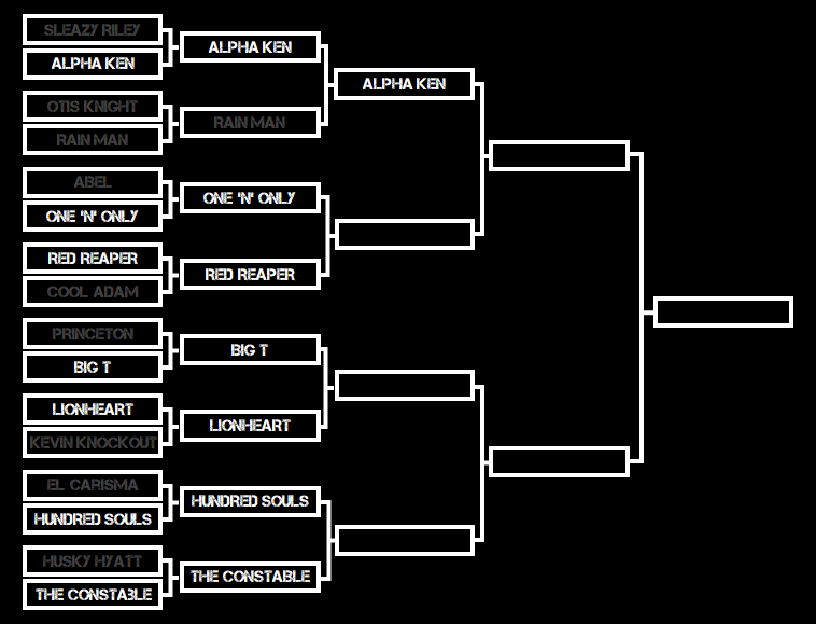 SLEAZY RILEY
ALPHA KEN
OTIS KNIGHT
RAIN MAN
ABEL
ONE 'N' ONLY
RED REAPER
COOL ADAM
PRINCETON
BIG T
LIONHEART
KEVIN KNOCKOUT
EL CARISMA
HUNDRED SOULS
HUSKY HYATT
THE CONSTABLE
ALPHA KEN
RAIN MAN
ONE 'N' ONLY
RED REAPER
BIG T
LIONHEART
HUNDRED SOULS
THE CONSTABLE
ALPHA KEN